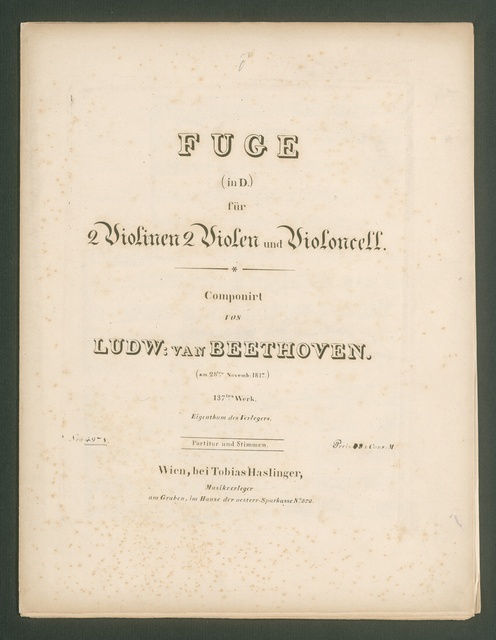 FUGE
(in D.)
für
2 Violinen 2 Violen und Violoncell.
Componirt
von
LUDW: VAN BEETHOVEN.
(am 28ten Novemb. 1817.)
137tes Werk.
Eigenthum des Verlegers.
Partitur und Stimmen.
Wien, bei Tobias Haslinger,
Musikverleger
am Graben, im Hause der oesterr. Sparkasse No. 572.